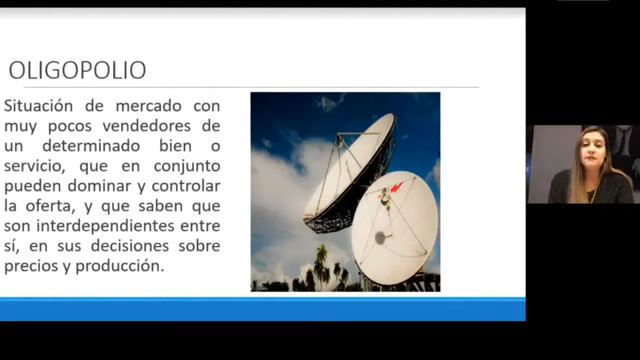 OLIGOPOLIO
Situación de mercado con
muy pocos vendedores de
un determinado bien o
servicio, que en conjunto
pueden dominar y controlar
la oferta, y que saben que
son interdependientes entre
sí, en sus decisiones sobre
precios y producción.